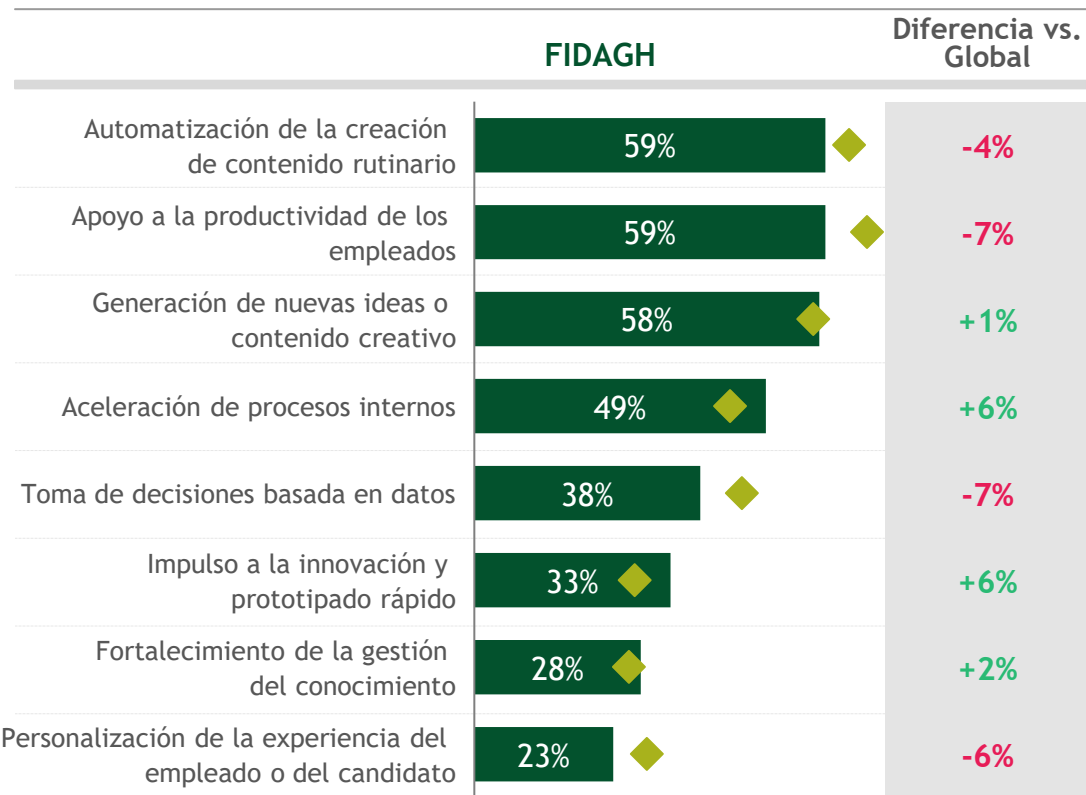 FIDAGH
Diferencia vs.
Global
Automatización de la creación
de contenido rutinario
59%
-4%
Apoyo a la productividad de los
empleados
59%
-7%
Generación de nuevas ideas o
contenido creativo
58%
+1%
Aceleración de procesos internos
49%
+6%
Toma de decisiones basada en datos
38%
-7%
Impulso a la innovación y
prototipado rápido
33%
+6%
Fortalecimiento de la gestión
del conocimiento
28%
+2%
Personalización de la experiencia del
empleado o del candidato
23%
-6%